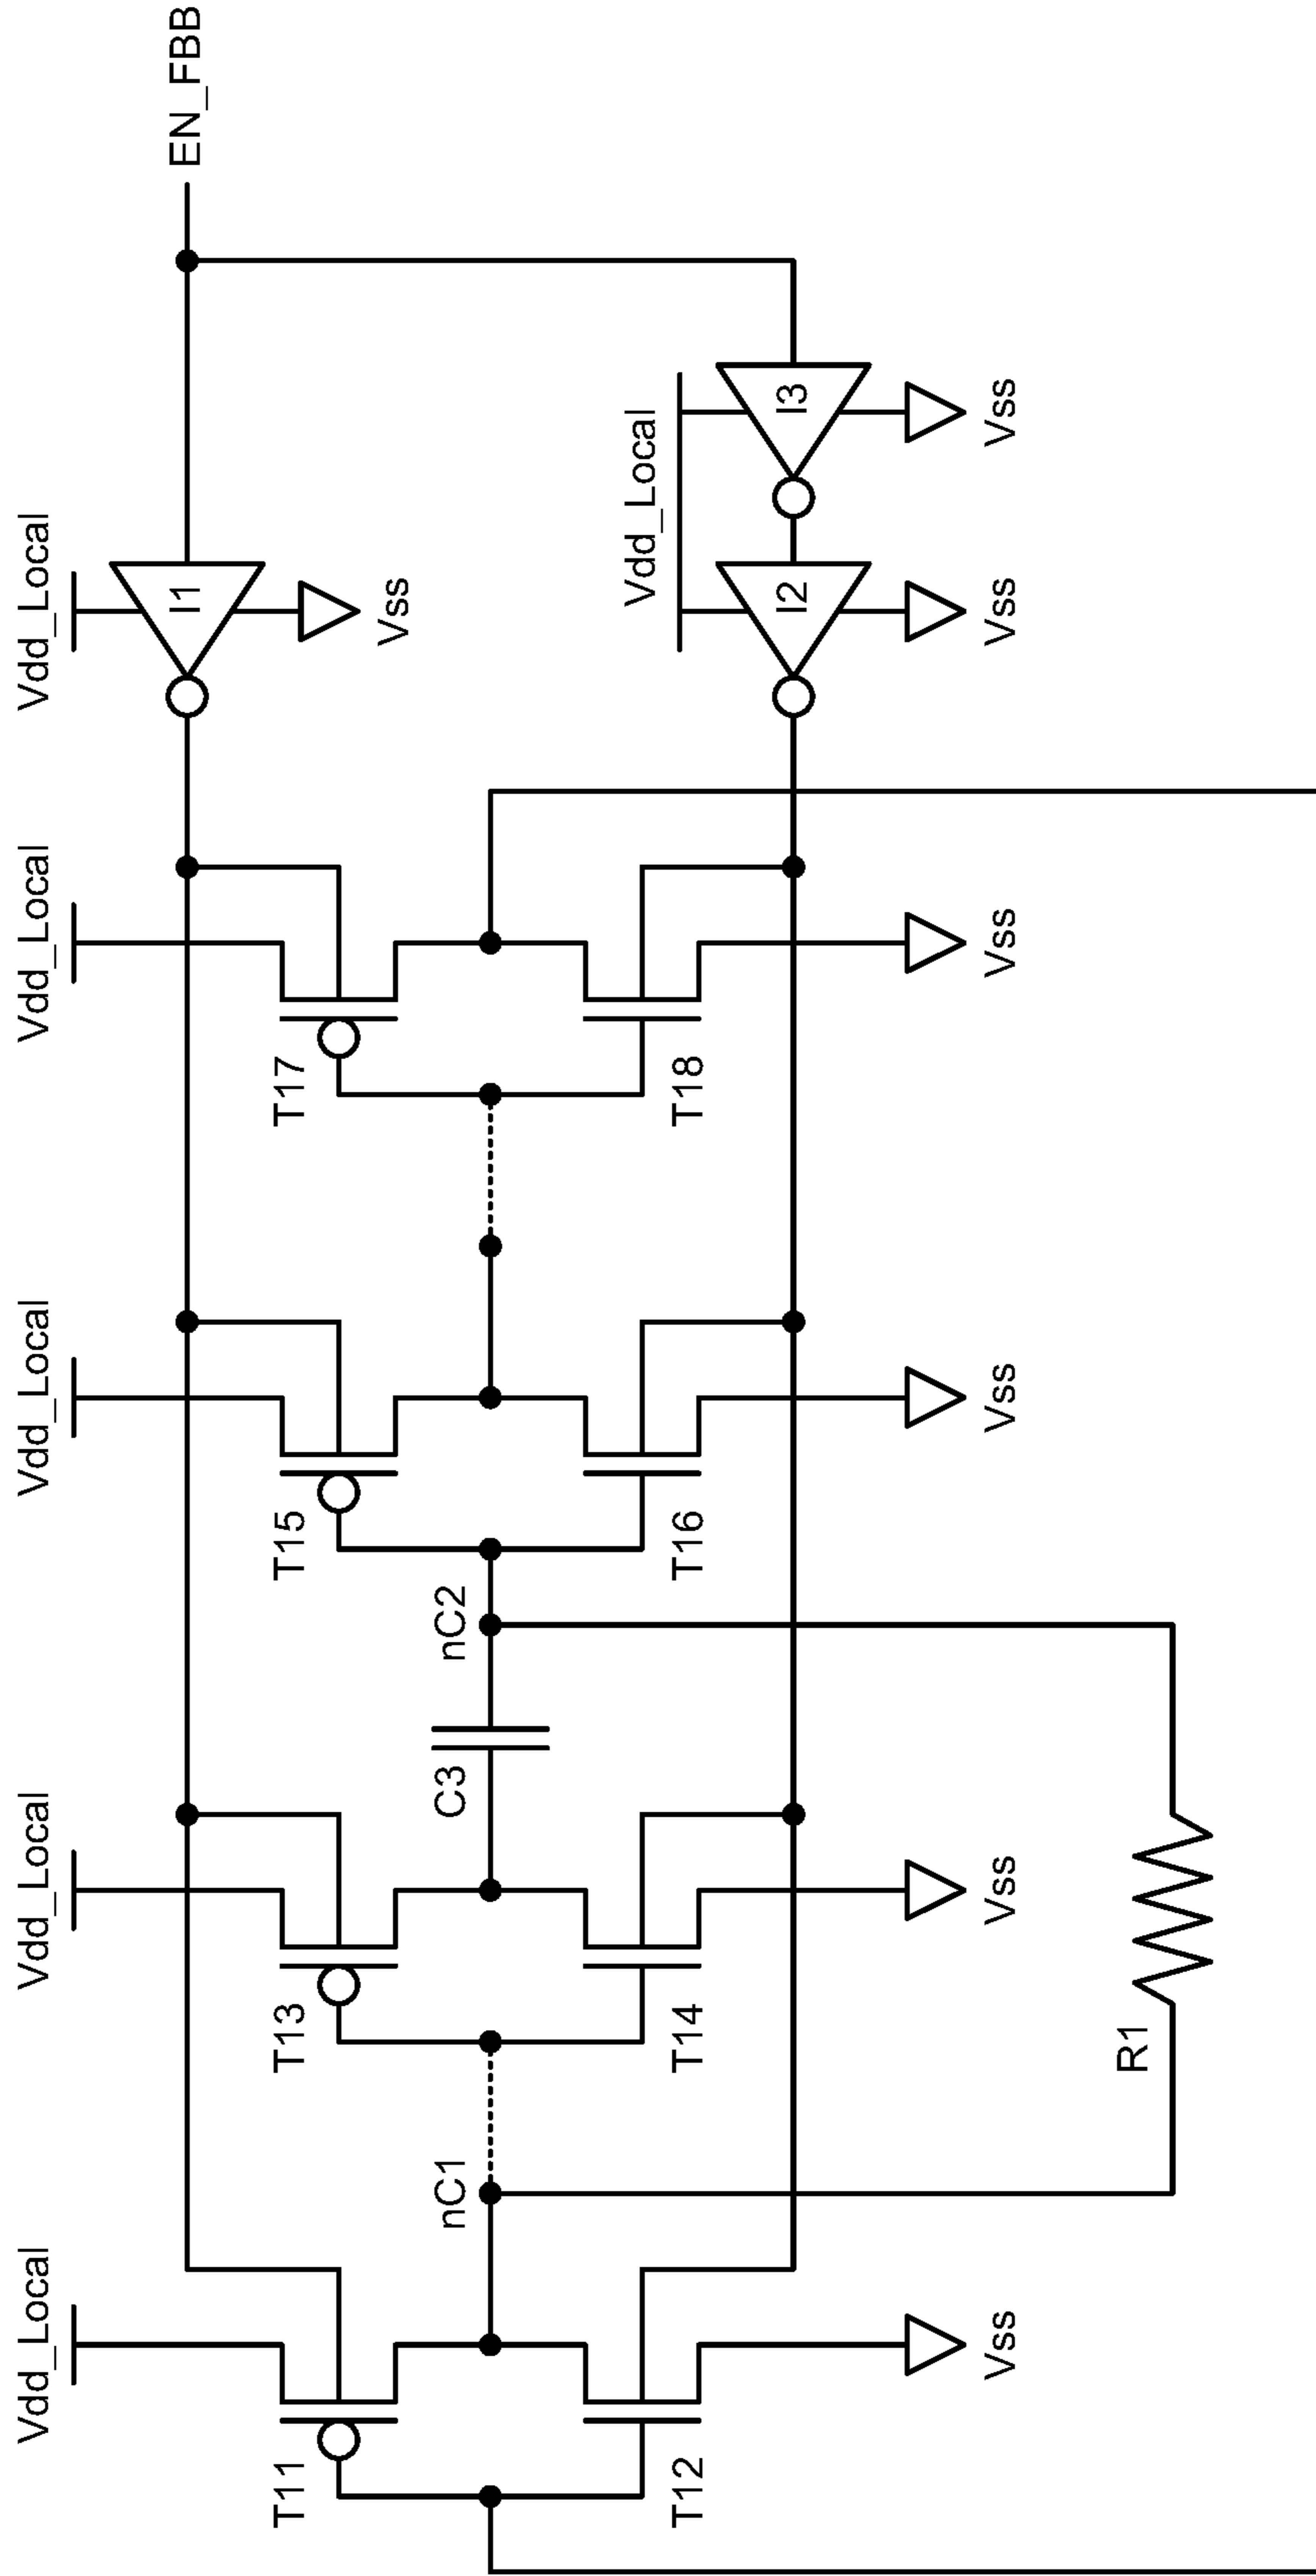 Vdd_Local
Vdd_Local
Vdd_Local
Vdd_Local
Vdd_Local
EN_FBB
I1
Vss
T11
T13
T15
T17
nC1
C3
nC2
Vdd_Local
T12
T14
T16
T18
I2
I3
Vss
Vss
Vss
Vss
Vss
Vss
R1